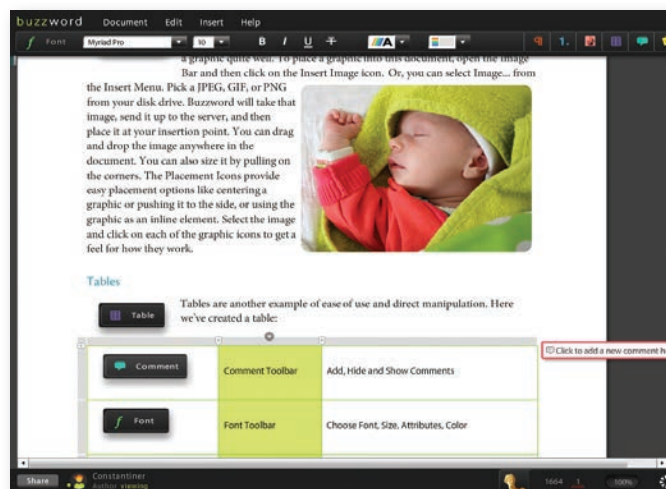 buzzword
Document Edit Insert Help
Font Myriad Pro 10 B I U T A 1.
a graphic quite well. To place a graphic into this document, open the Image
Bar and then click on the Insert Image icon. Or, you can select Image... from
the Insert Menu. Pick a JPEG, GIF, or PNG
from your disk drive. Buzzword will take that
image, send it up to the server, and then
place it at your insertion point. You can drag
and drop the image anywhere in the
document. You can also size it by pulling on
the corners. The Placement Icons provide
easy placement options like centering a
graphic or pushing it to the side, or using the
graphic as an inline element. Select the image
and click on each of the graphic icons to get a
feel for how they work.
Tables
Table
Tables are another example of ease of use and direct manipulation. Here
we've created a table:
Click to add a new comment h
Comment Comment Toolbar Add, Hide and Show Comments
Font Font Toolbar Choose Font, Size, Attributes, Color
Share
Constantiner
Author viewing
1664 1 100%